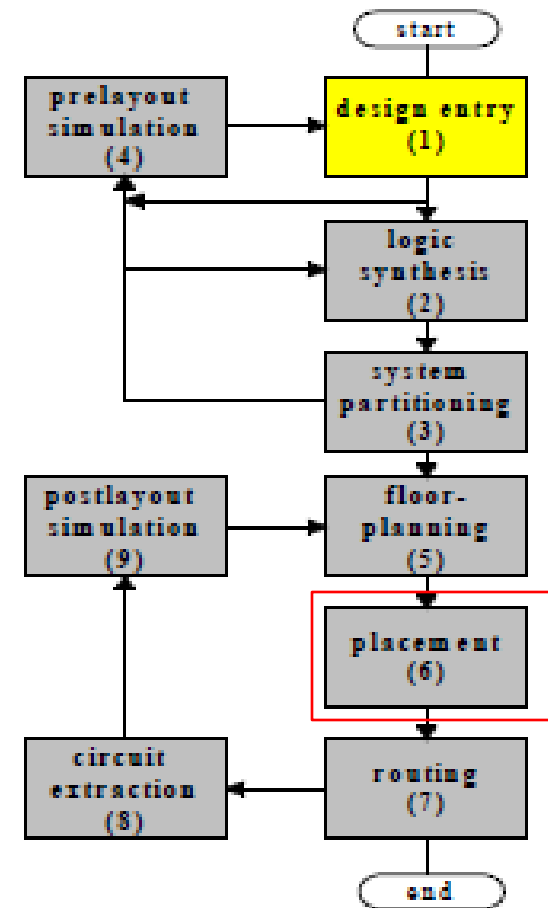 start
prelayout
simulation
(4)
design entry
(1)
logic
synthesis
(2)
system
partitioning
(3)
postlayout
simulation
(9)
floor-
planning
(5)
placement
(6)
circuit
extraction
(8)
routing
(7)
end